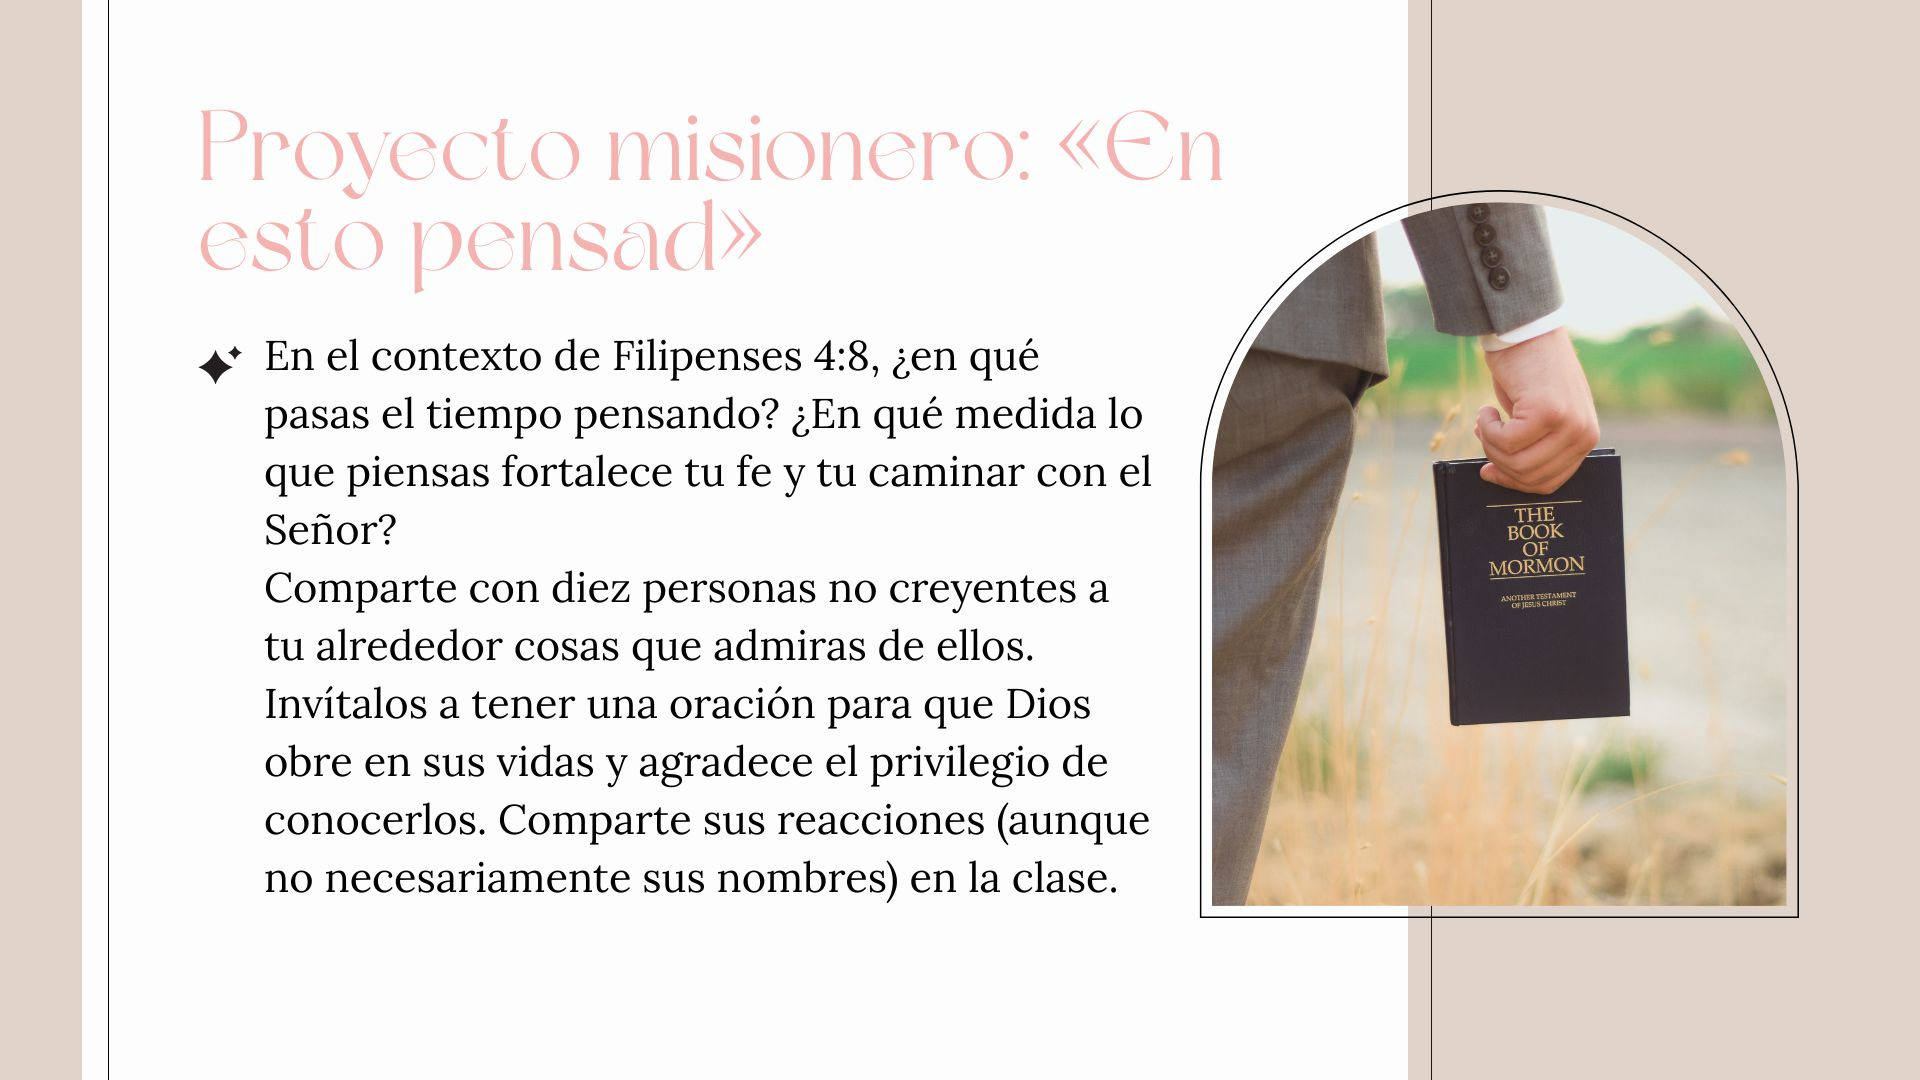 Proyecto misionero: «En
esto pensad»
En el contexto de Filipenses 4:8, ¿en qué
pasas el tiempo pensando? ¿En qué medida lo
que piensas fortalece tu fe y tu caminar con el
Señor?
Comparte con diez personas no creyentes a
tu alrededor cosas que admiras de ellos.
Invítalos a tener una oración para que Dios
obre en sus vidas y agradece el privilegio de
conocerlos. Comparte sus reacciones (aunque
no necesariamente sus nombres) en la clase.
THE
BOOK
OF
MORMON
ANOTHER TESTAMENT
OF JESUS CHRIST